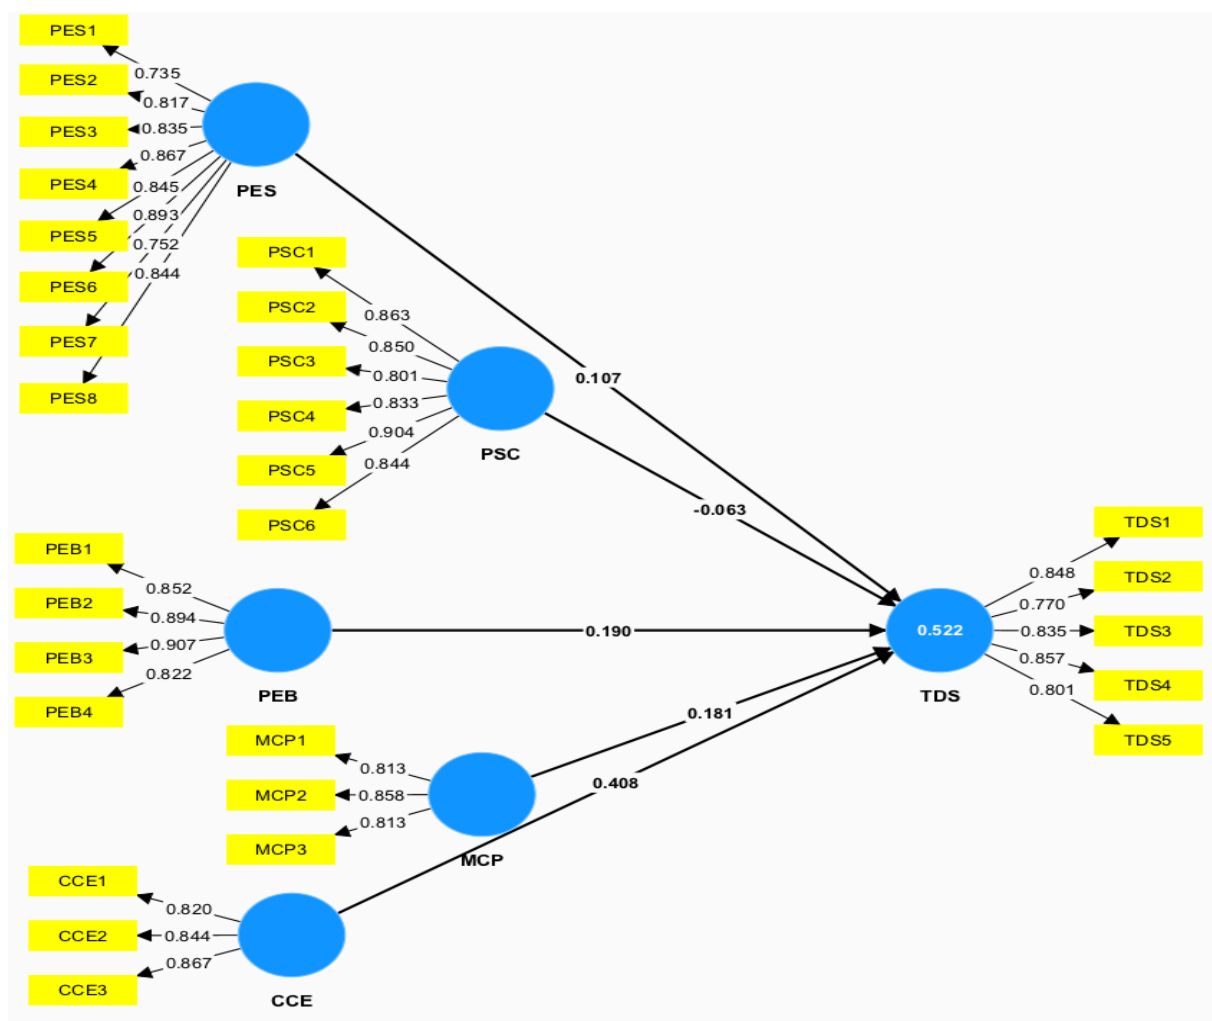 PES1
PES2
PES3
PES4
PES5
PES6
PES7
PES8
0.735
0.817
0.835
0.867
0.845
0.893
0.752
0.844
PES
PSC1
PSC2
PSC3
PSC4
PSC5
PSC6
0.863
0.850
0.801
0.833
0.904
0.844
PSC
0.107
-0.063
PEB1
PEB2
PEB3
PEB4
0.852
0.894
0.907
0.822
PEB
0.190
MCP1
MCP2
MCP3
0.813
0.858
0.813
MCP
0.181
0.408
CCE1
CCE2
CCE3
0.820
0.844
0.867
CCE
0.522
TDS
0.848
0.770
0.835
0.857
0.801
TDS1
TDS2
TDS3
TDS4
TDS5